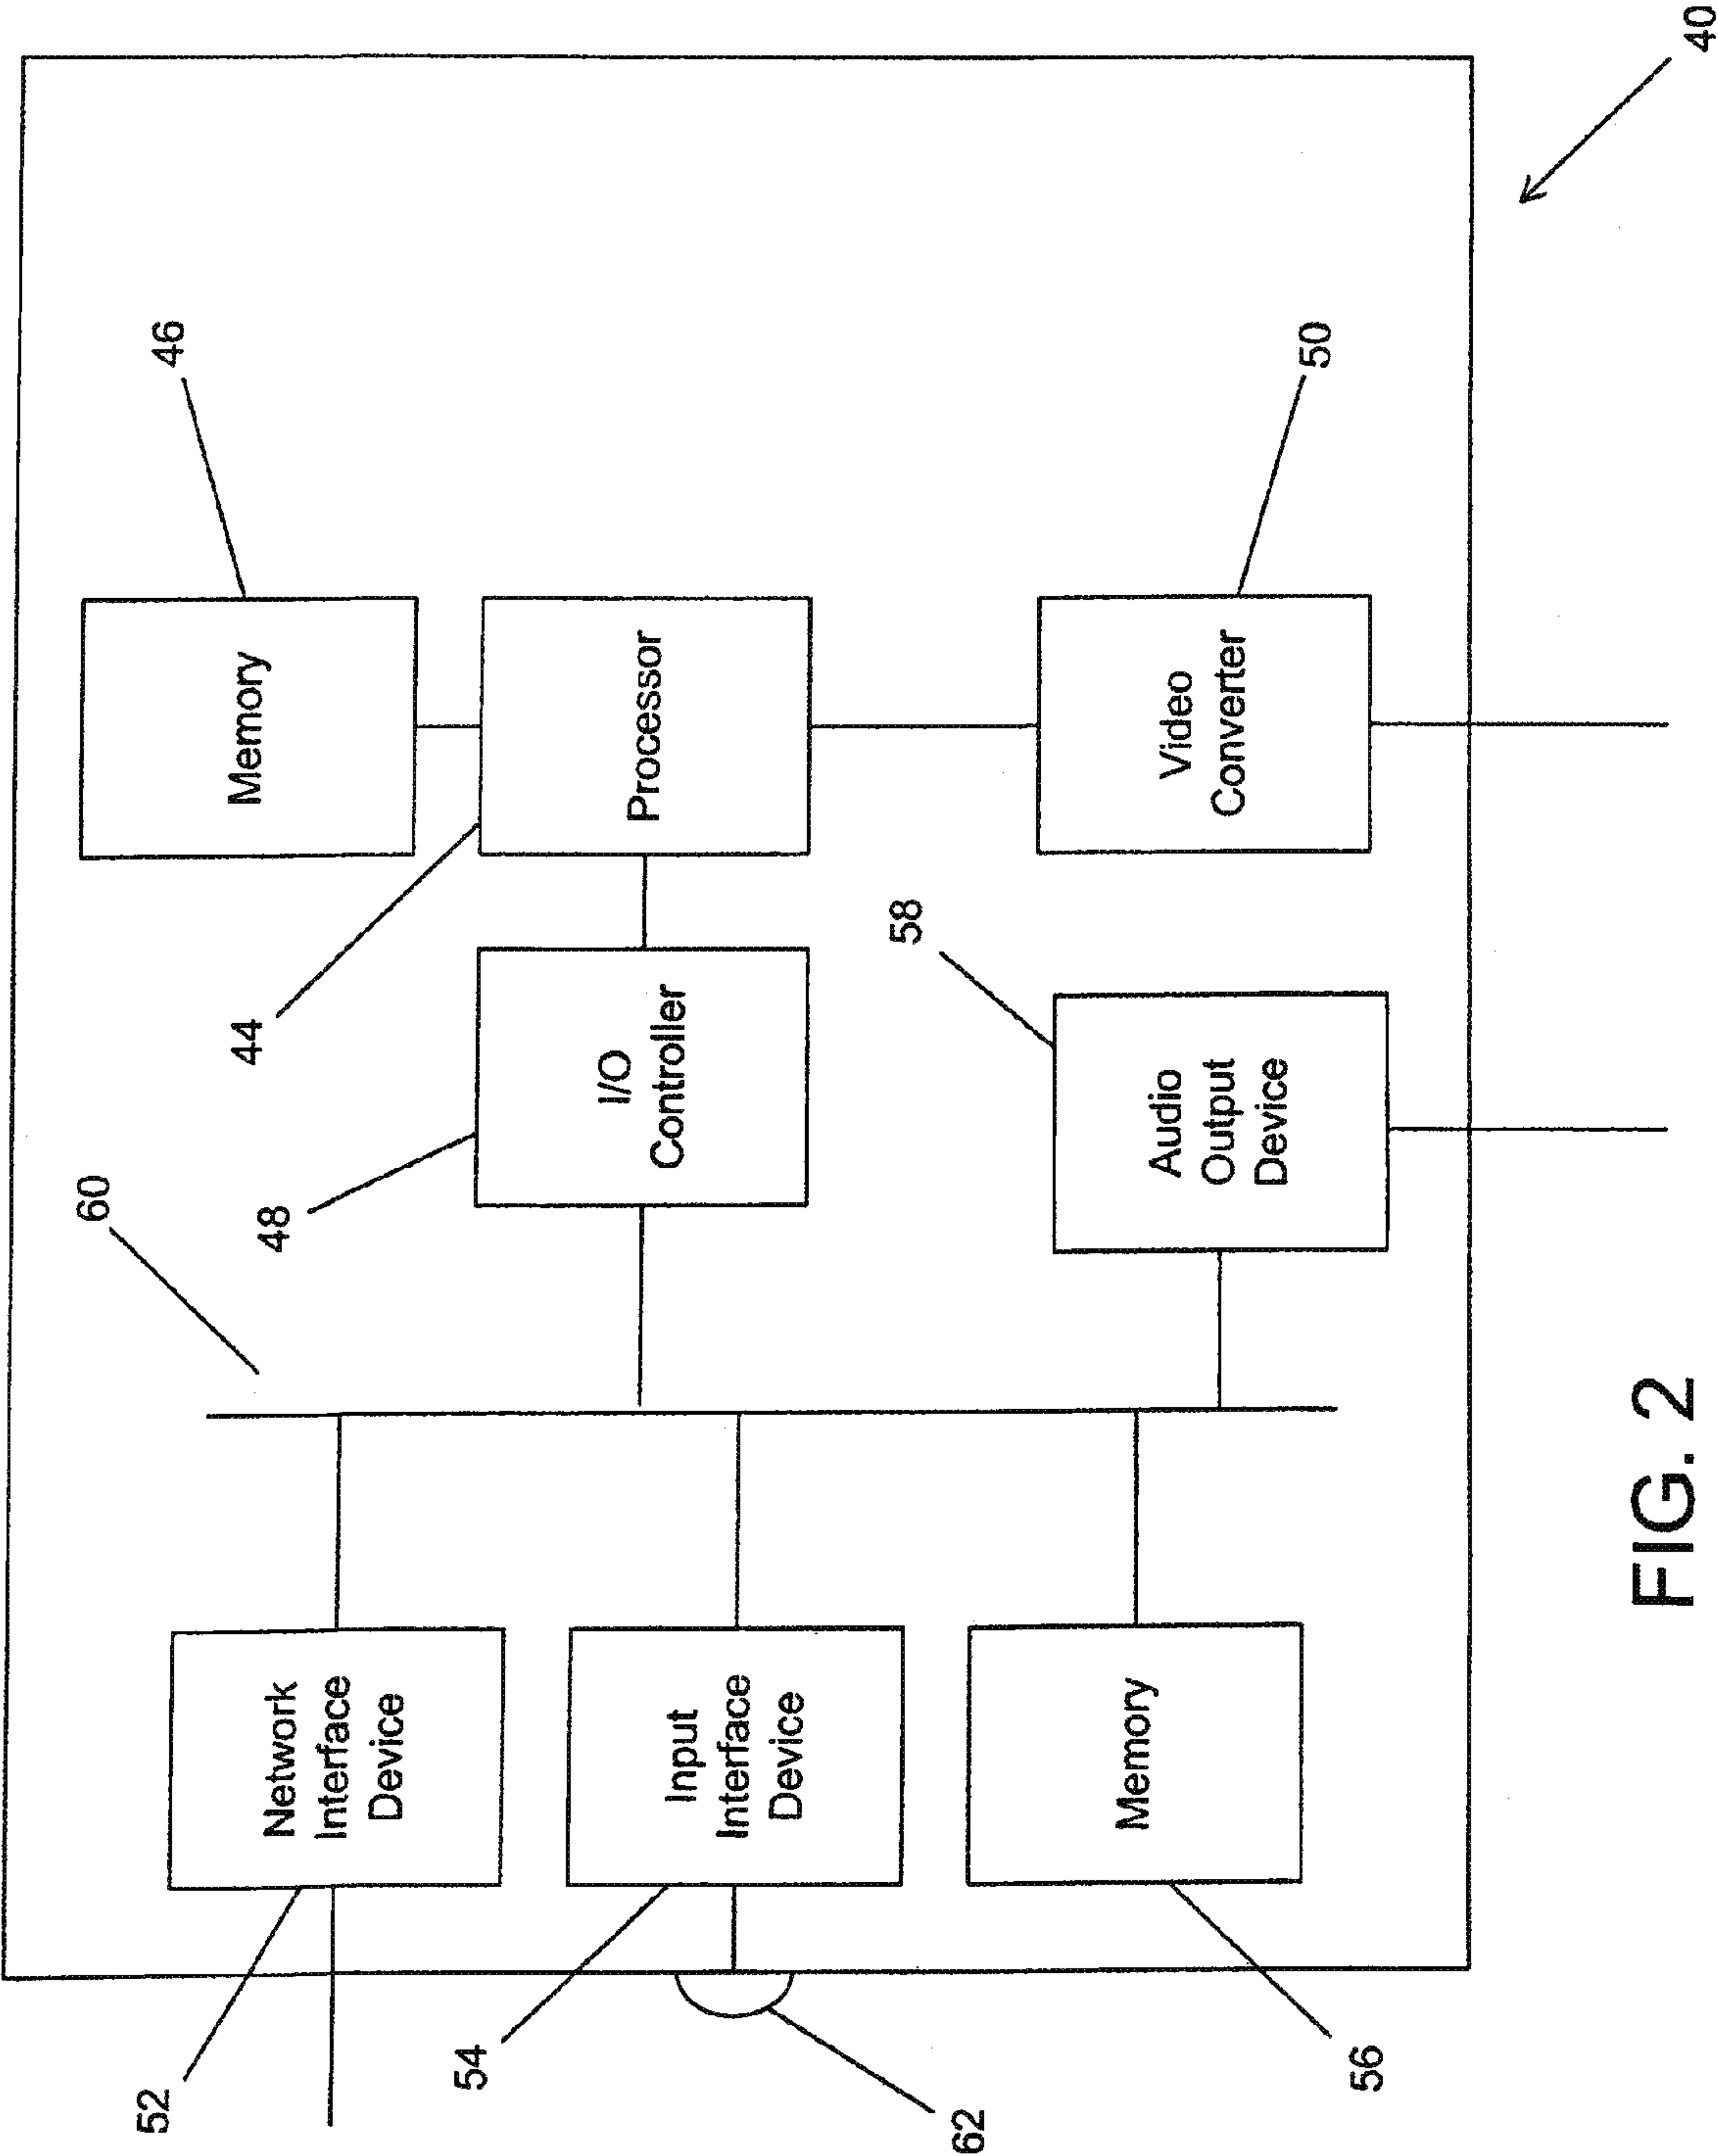 60
52
46
44
Memory
48
Network
Interface
Device
54
I/O
Controller
Processor
Input
Interface
Device
58
62
Memory
Audio
Output
Device
Video
Converter
50
56
FIG. 2
40